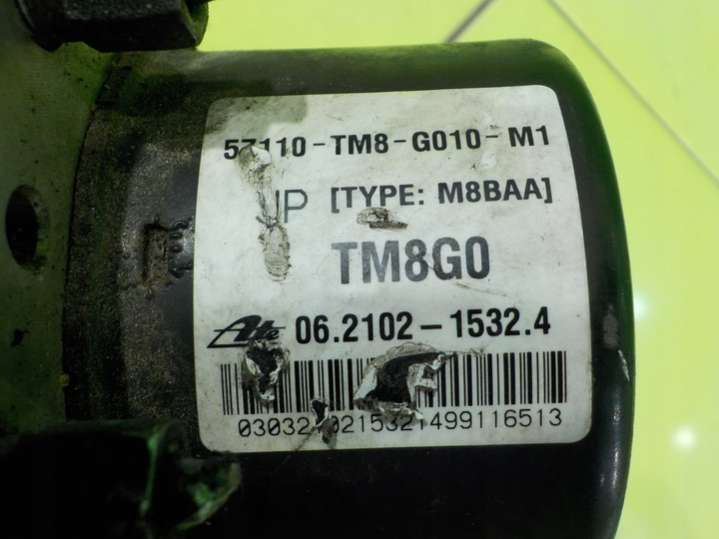 57110-TM8-G010-M1
[TYPE: M8BAA]
TM8G0
Ate 06.2102-1532.4